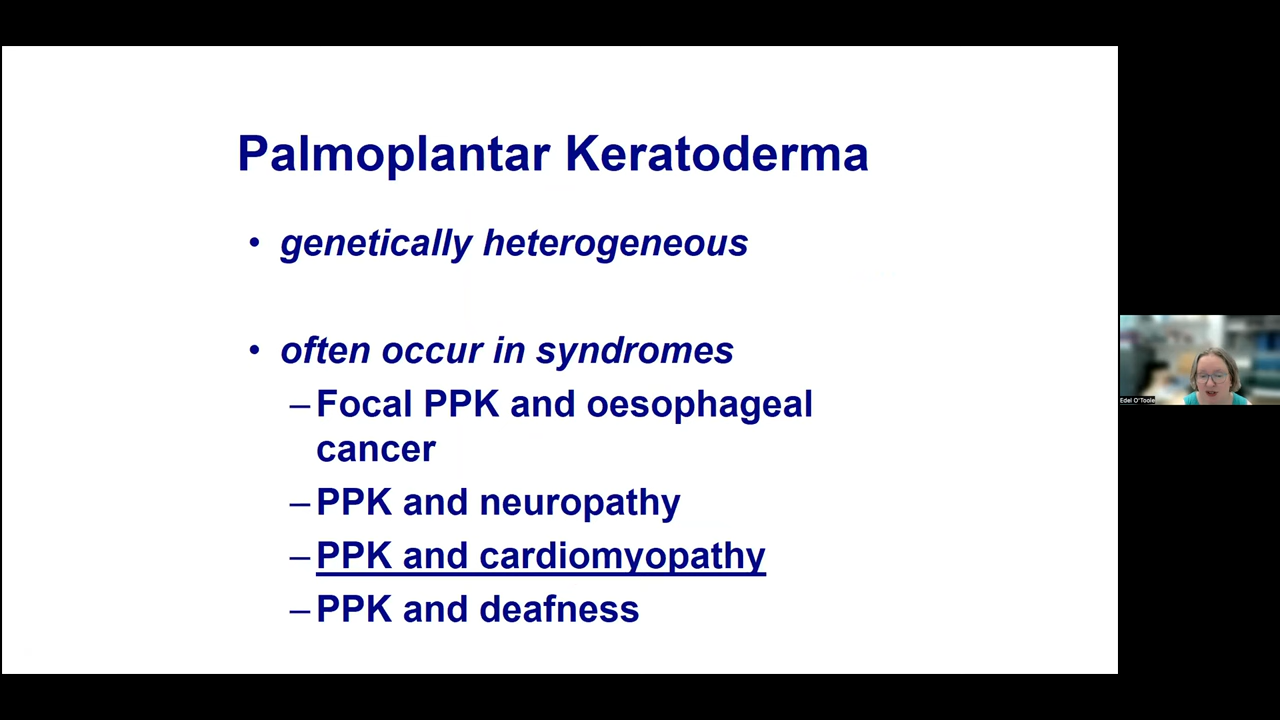 Palmoplantar Keratoderma
• genetically heterogeneous
• often occur in syndromes
–Focal PPK and oesophageal
cancer
–PPK and neuropathy
–PPK and cardiomyopathy
–PPK and deafness
Edel O'Toole